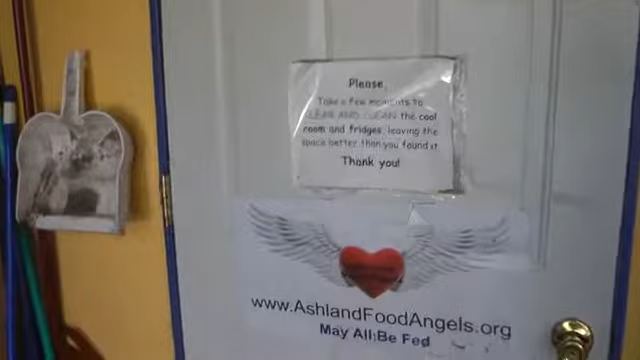 Please,
Take a few moments to
CLEAR AND CLEAN the cool
room and fridges, leaving the
space better than you found it
Thank you!
www.AshlandFoodAngels.org
May All Be Fed